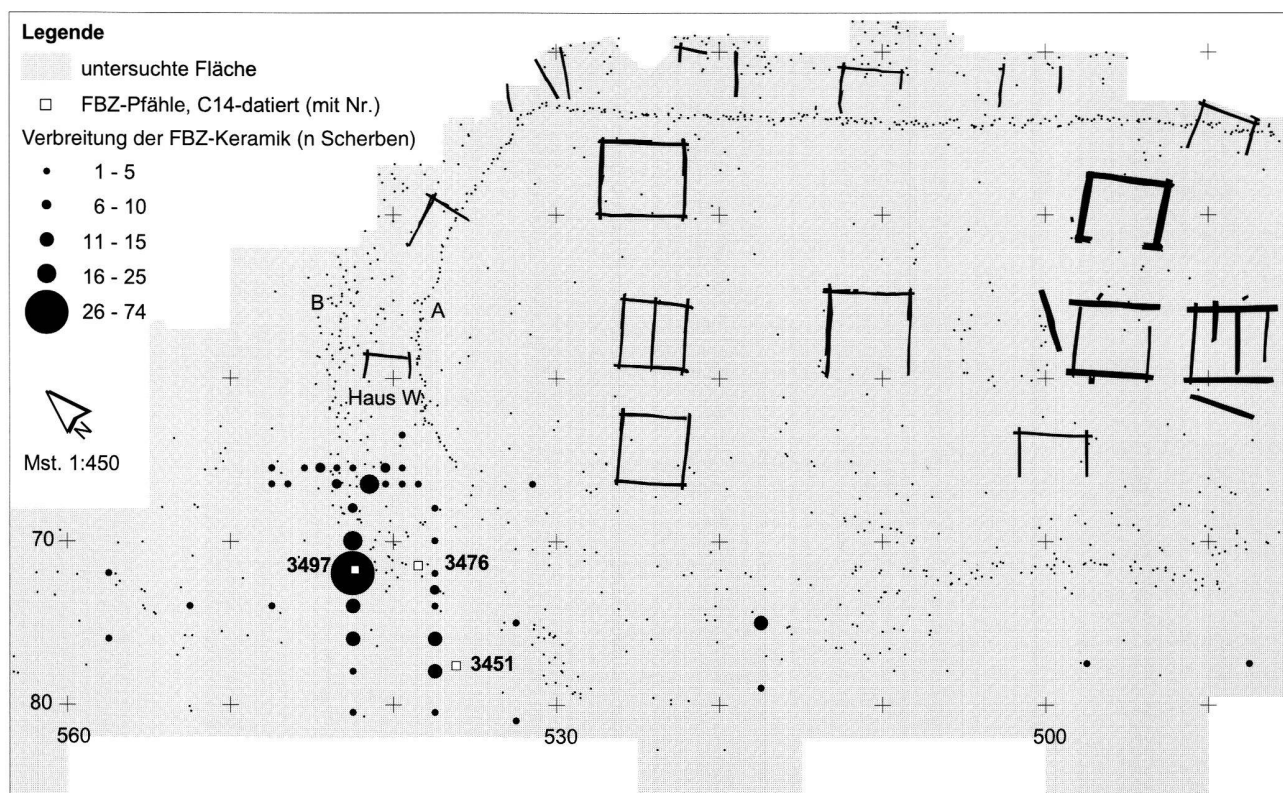 Legende
untersuchte Fläche
FBZ-Pfähle, C14-datiert (mit Nr.)
Verbreitung der FBZ-Keramik (n Scherben)
1 - 5
6 - 10
11 - 15
16 - 25
26 - 74
N
Mst. 1:450
B
A
Haus W
70
3497
3476
3451
80
560
530
500